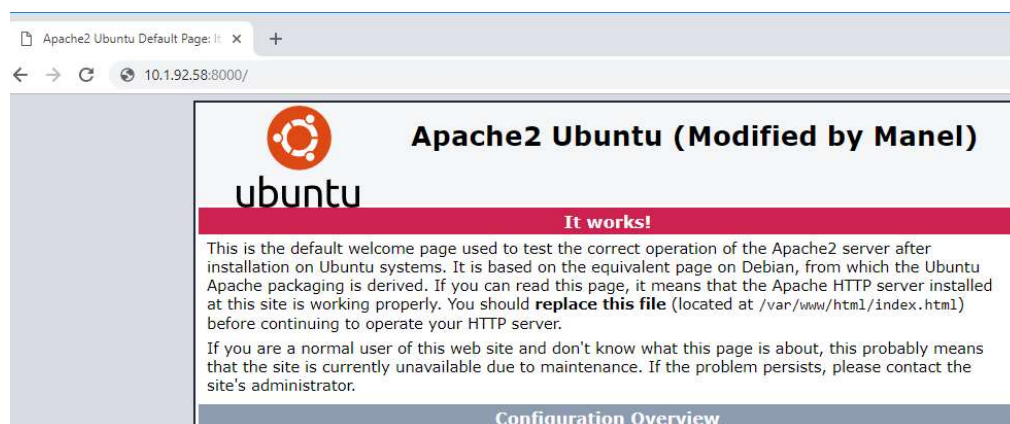 Apache2 Ubuntu Default Page: It
10.1.92.58:8000/
Apache2 Ubuntu (Modified by Manel)
ubuntu
It works!
This is the default welcome page used to test the correct operation of the Apache2 server after
installation on Ubuntu systems. It is based on the equivalent page on Debian, from which the Ubuntu
Apache packaging is derived. If you can read this page, it means that the Apache HTTP server installed
at this site is working properly. You should replace this file (located at /var/www/html/index.html)
before continuing to operate your HTTP server.
If you are a normal user of this web site and don't know what this page is about, this probably means
that the site is currently unavailable due to maintenance. If the problem persists, please contact the
site's administrator.
Configuration Overview